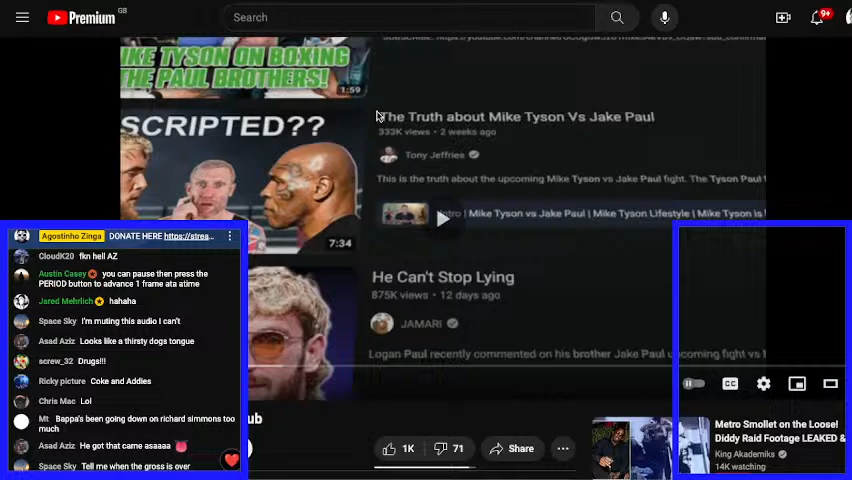 Premium GB
Search
9+
IKE TYSON ON BOXING
THE PAUL BROTHERS!
1:59
The Truth about Mike Tyson Vs Jake Paul
333K views • 2 weeks ago
Tony Jeffries
This is the truth about the upcoming Mike Tyson vs Jake Paul fight. The Tyson Paul
Intro | Mike Tyson vs Jake Paul | Mike Tyson Lifestyle | Mike Tyson is
SCRIPTED??
7:34
He Can't Stop Lying
875K views • 12 days ago
JAMARI
Logan Paul recently commented on his brother Jake Paul upcoming fight vs
Agostinho Zinga DONATE HERE https://strea...
CloudK20 fkn hell AZ
Austin Casey you can pause then press the
PERIOD button to advance 1 frame ata atime
Jared Mehrlich hahaha
Space Sky I'm muting this audio I can't
Asad Aziz Looks like a thirsty dogs tongue
screw_32 Drugs!!!
Ricky picture Coke and Addies
Chris Mac Lol
Mt Bappa's been going down on richard simmons too
much
Asad Aziz He got that came asaaaa
Space Sky Tell me when the gross is over
CC
ub
1K
71
Share
Metro Smollet on the Loose!
Diddy Raid Footage LEAKED &
King Akademiks
14K watching